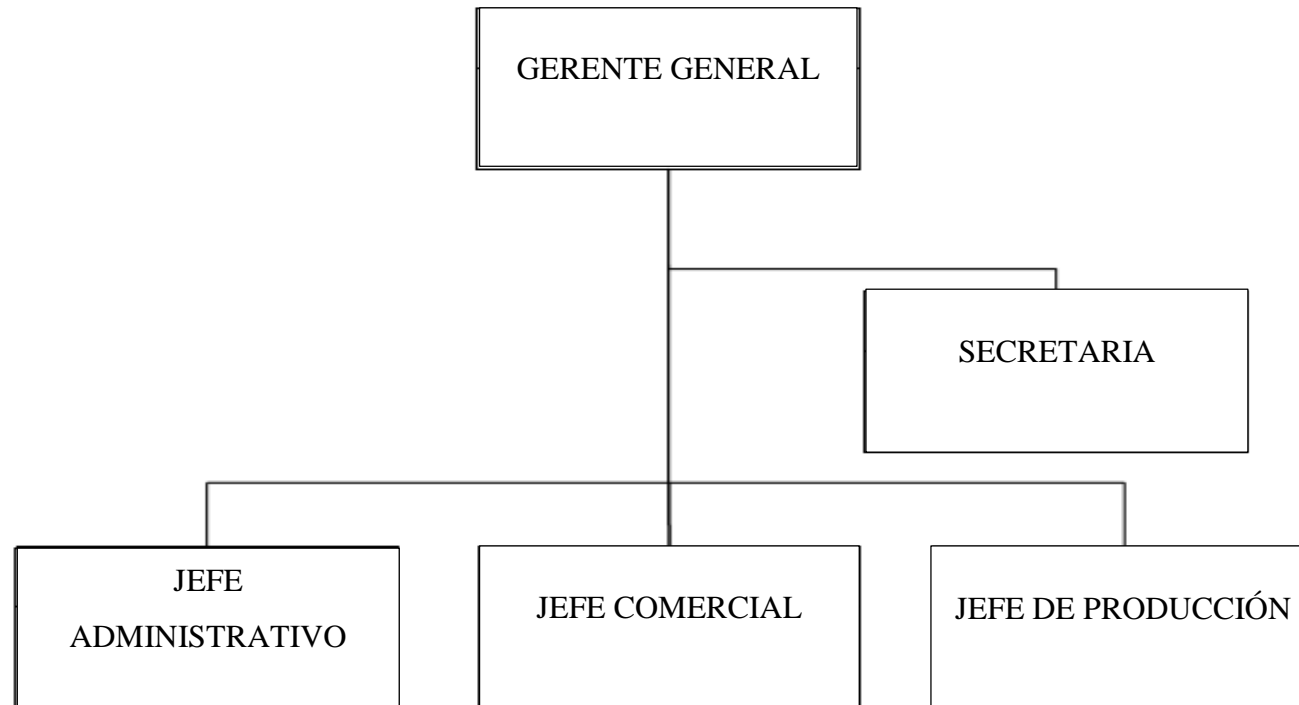 GERENTE GENERAL
SECRETARIA
JEFE
ADMINISTRATIVO
JEFE COMERCIAL
JEFE DE PRODUCCIÓN